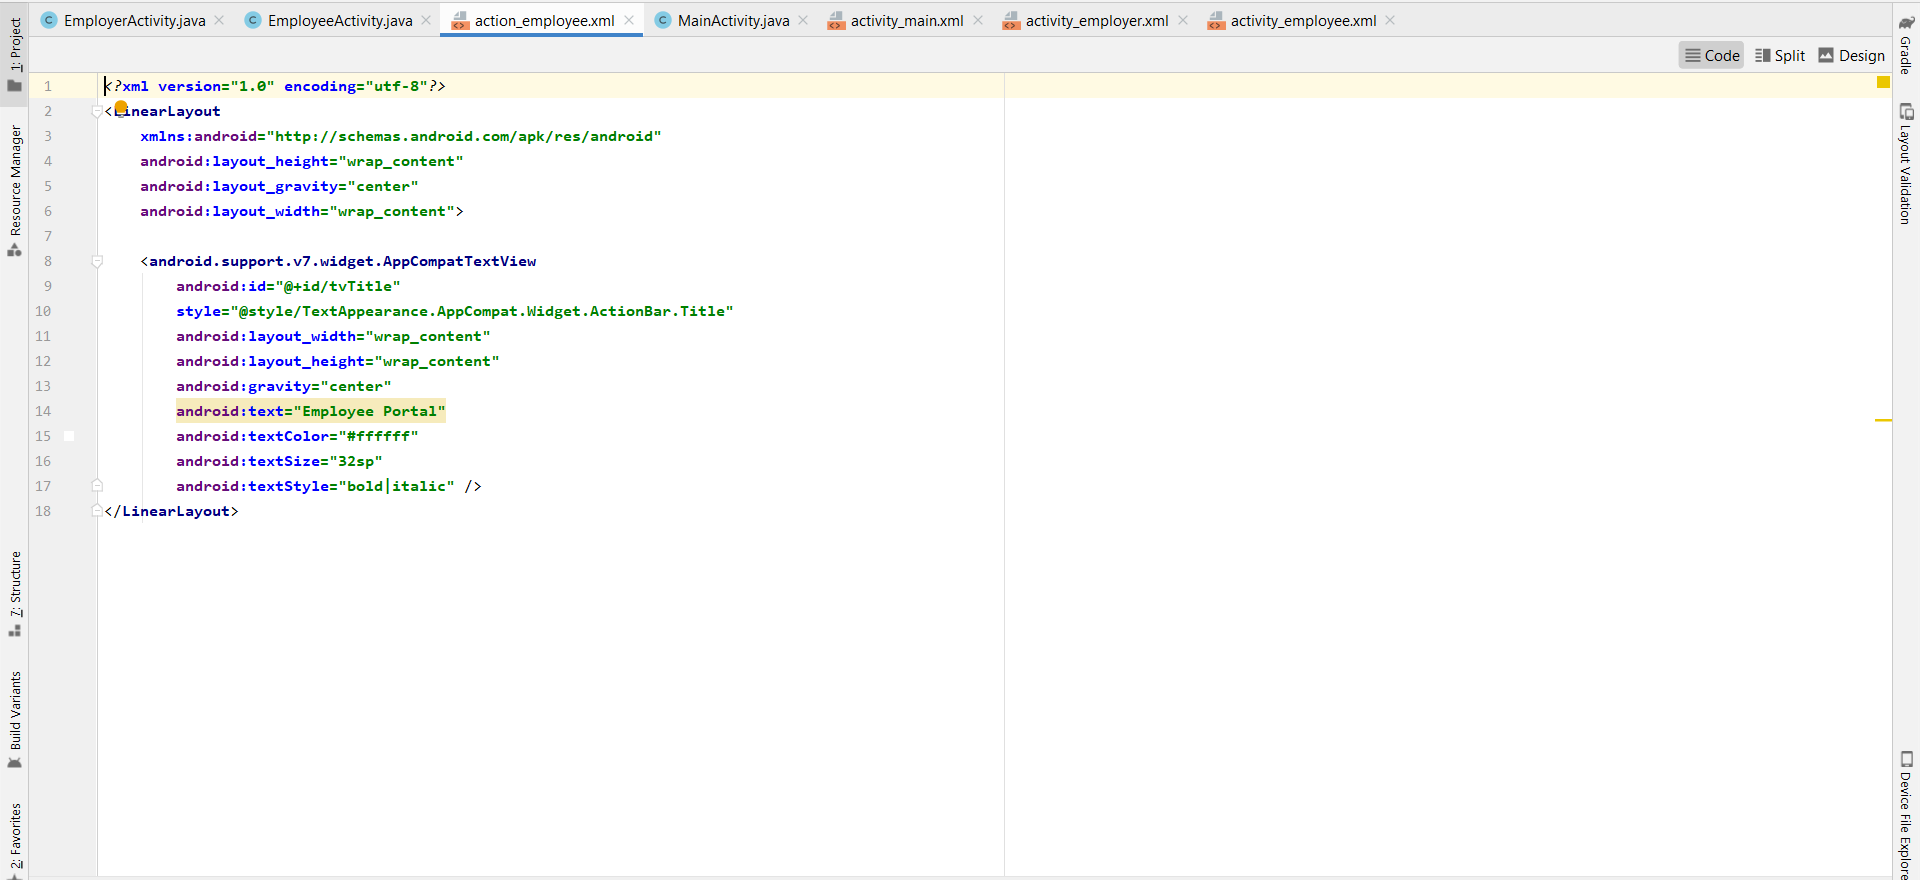 EmployerActivity.java
EmployeeActivity.java
action_employee.xml
MainActivity.java
activity_main.xml
activity_employer.xml
activity_employee.xml
Code
Split
Design
1: Project
Resource Manager
7: Structure
Build Variants
2: Favorites
1 <?xml version="1.0" encoding="utf-8"?>
2 <LinearLayout
3 xmlns:android="http://schemas.android.com/apk/res/android"
4 android:layout_height="wrap_content"
5 android:layout_gravity="center"
6 android:layout_width="wrap_content">
7
8 <android.support.v7.widget.AppCompatTextView
9 android:id="@+id/tvTitle"
10 style="@style/TextAppearance.AppCompat.Widget.ActionBar.Title"
11 android:layout_width="wrap_content"
12 android:layout_height="wrap_content"
13 android:gravity="center"
14 android:text="Employee Portal"
15 android:textColor="#ffffff"
16 android:textSize="32sp"
17 android:textStyle="bold|italic" />
18 </LinearLayout>
Gradle
Layout Validation
Device File Explore